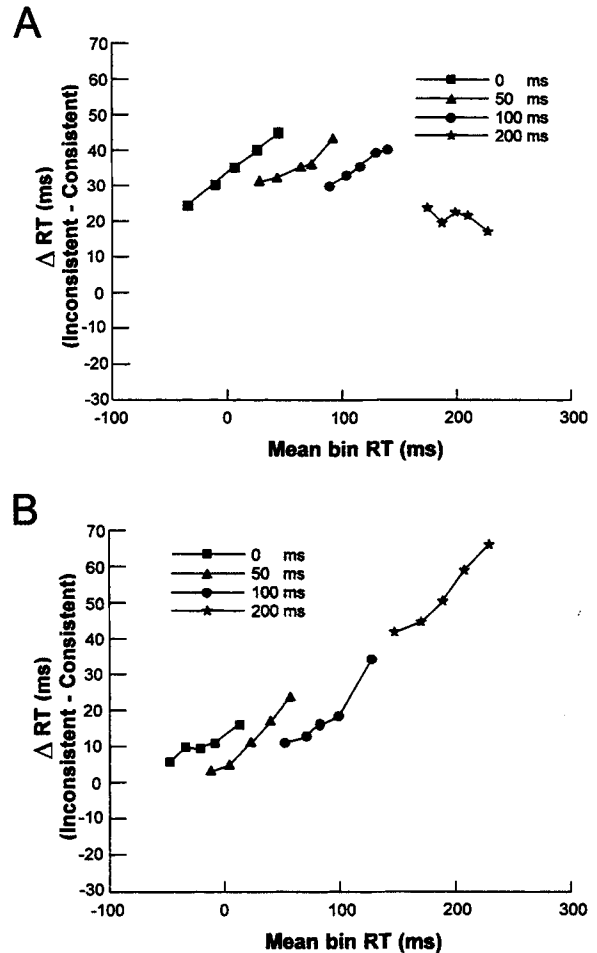 A
70
60
50
40
30
20
10
0
-10
-20
-30
Δ RT (ms)
(Inconsistent - Consistent)
0 ms
50 ms
100 ms
200 ms
-100 0 100 200 300
Mean bin RT (ms)
B
70
60
50
40
30
20
10
0
-10
-20
-30
Δ RT (ms)
(Inconsistent - Consistent)
0 ms
50 ms
100 ms
200 ms
-100 0 100 200 300
Mean bin RT (ms)